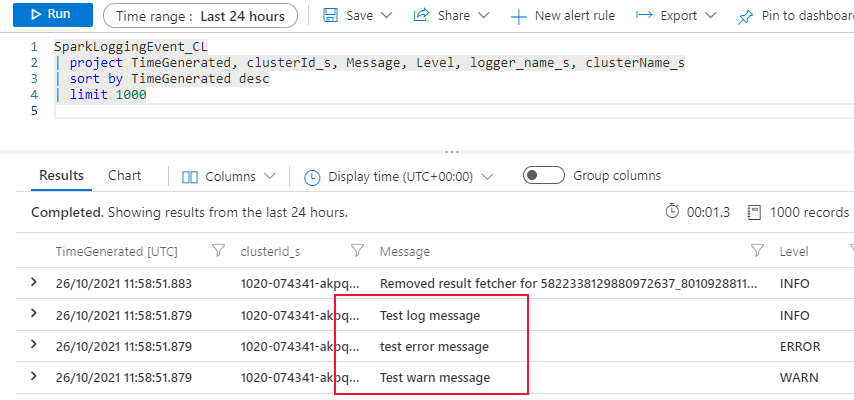 Run Time range : Last 24 hours Save Share New alert rule Export Pin to dashboard
1 SparkLoggingEvent_CL
2 | project TimeGenerated, clusterId_s, Message, Level, logger_name_s, clusterName_s
3 | sort by TimeGenerated desc
4 | limit 1000
5
Results Chart Columns Display time (UTC+00:00) Group columns
Completed. Showing results from the last 24 hours. 00:01.3 1000 records
TimeGenerated [UTC] clusterId_s Message Level
26/10/2021 11:58:51.883 1020-074341-akpq... Removed result fetcher for 5822338129880972637_8010928811... INFO
26/10/2021 11:58:51.879 1020-074341-akpq... Test log message INFO
26/10/2021 11:58:51.879 1020-074341-akpq... test error message ERROR
26/10/2021 11:58:51.879 1020-074341-akpq... Test warn message WARN